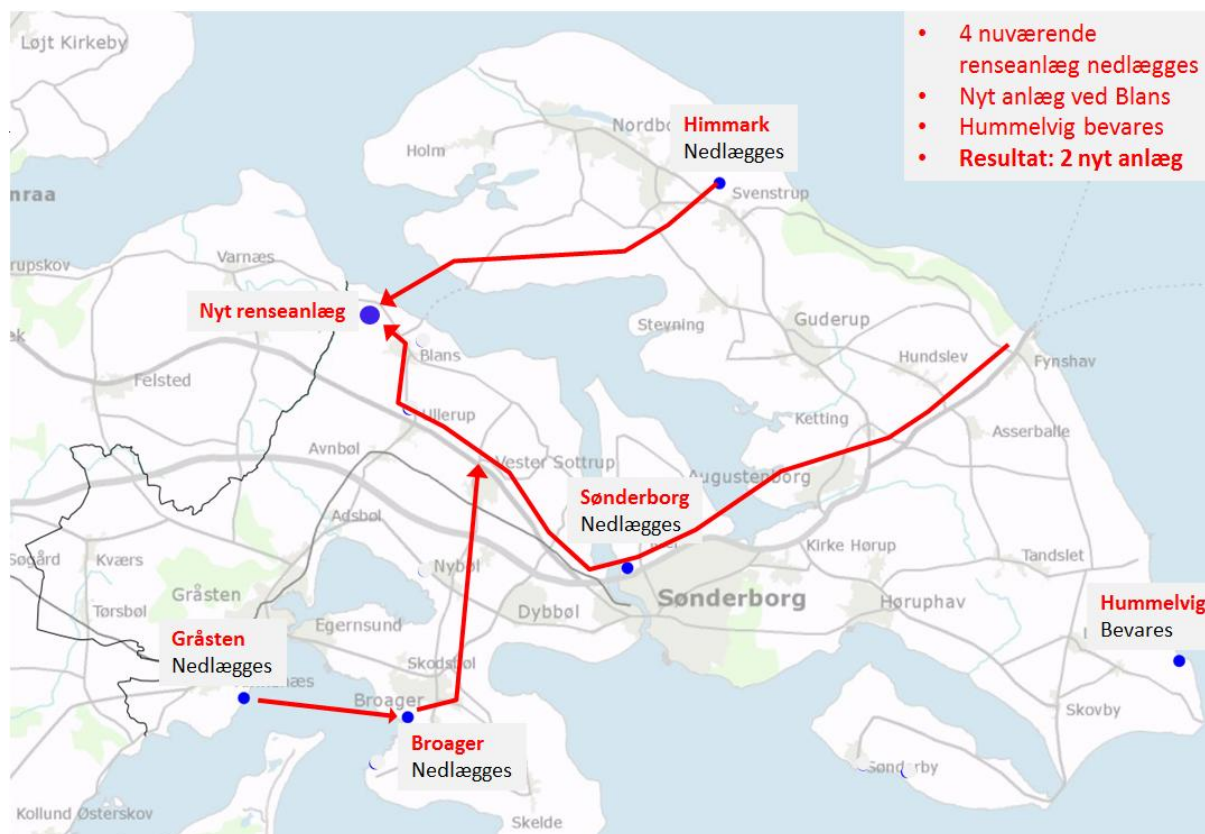 Løjt Kirkeby
• 4 nuværende
renseanlæg nedlægges
• Nyt anlæg ved Blans
• Hummelvig bevares
• Resultat: 2 nyt anlæg
Himmark
Nedlægges
Holm
Svenstrup
Varnæs
Nyt renseanlæg
Stevning
Guderup
Blans
Hundslev
Fynshav
Felsted
Ullerup
Ketting
Asserballe
Avnbøl
Vester Sottrup
Augustenborg
Sønderborg
Nedlægges
Adsbøl
Kværs
Nybøl
Kirke Hørup
Tandslet
Gråsten
Tørsbøl
Dybbøl
Sønderborg
Høruphav
Hummelvig
Bevares
Egernsund
Gråsten
Nedlægges
Broager
Skovby
Broager
Nedlægges
Sønderby
Kollund Østerskov
Skelde